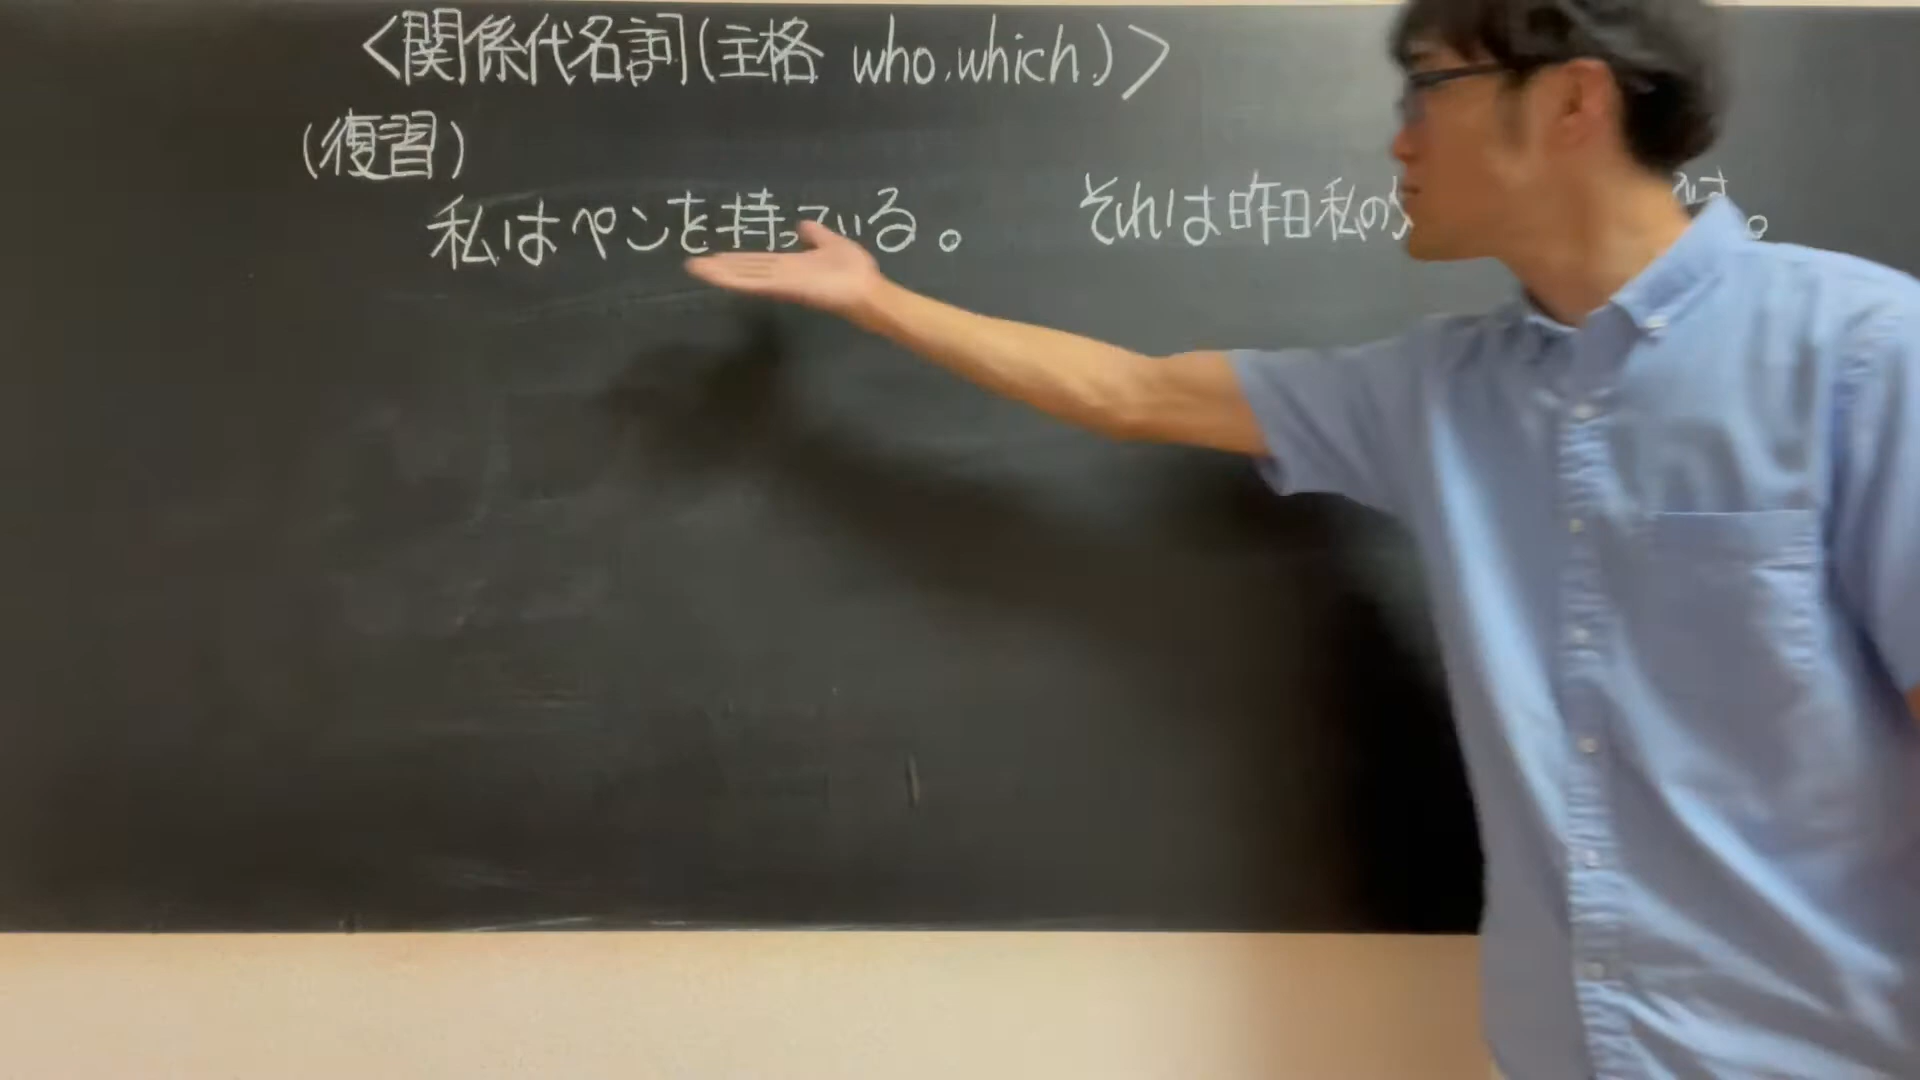 <関係代名詞(主格 who,which)>
(復習)
私はペンを持っている。 それは昨日私の